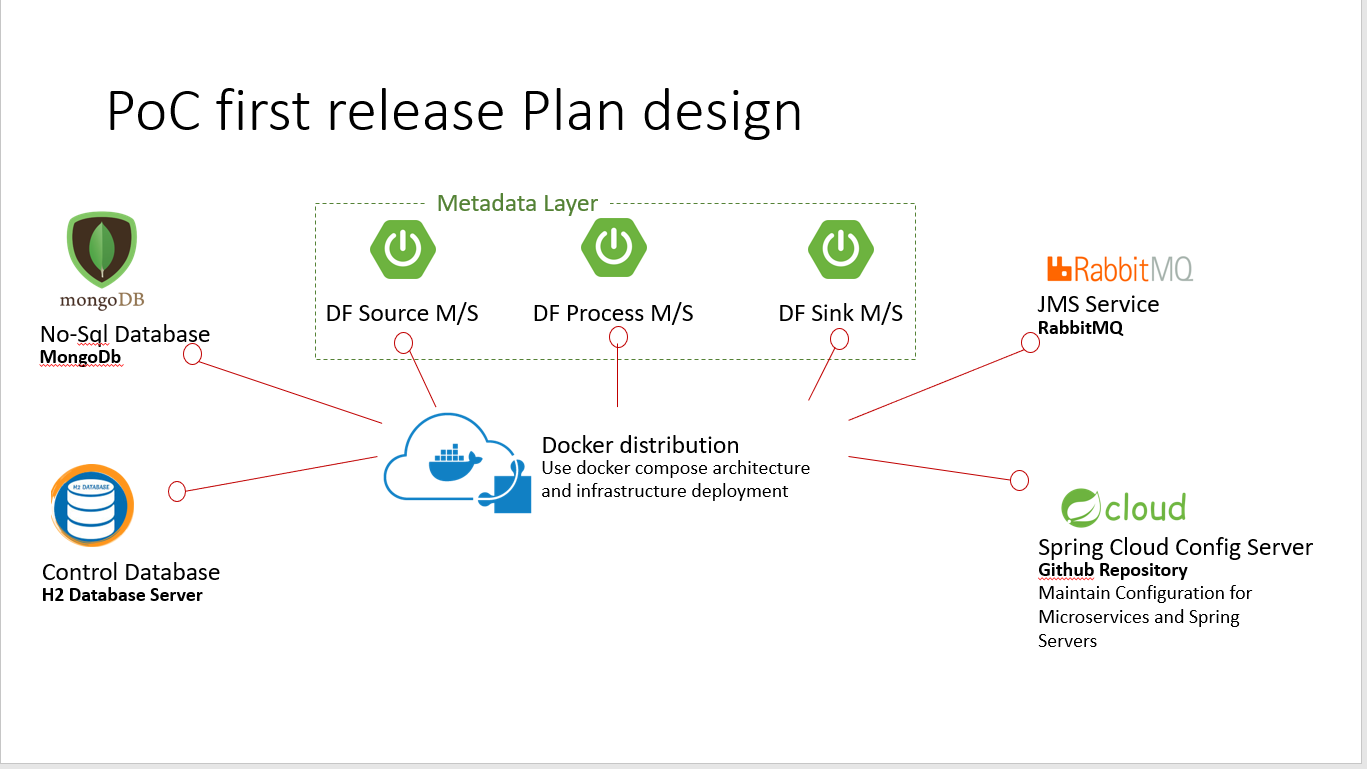 PoC first release Plan design
Metadata Layer
mongoDB
No-Sql Database
MongoDb
DF Source M/S
DF Process M/S
DF Sink M/S
RabbitMQ
JMS Service
RabbitMQ
Docker distribution
Use docker compose architecture
and infrastructure deployment
H2 DATABASE
Control Database
H2 Database Server
cloud
Spring Cloud Config Server
Github Repository
Maintain Configuration for
Microservices and Spring
Servers